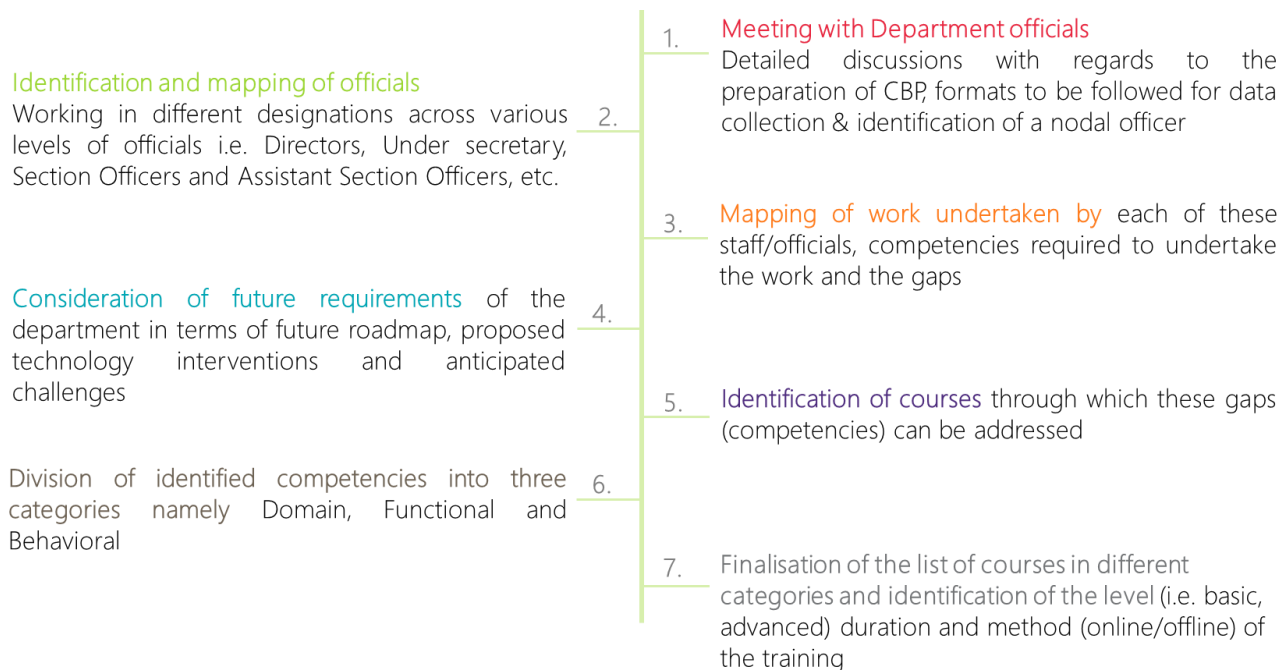 1.
Meeting with Department officials
Detailed discussions with regards to the
preparation of CBP, formats to be followed for data
collection & identification of a nodal officer
2.
Identification and mapping of officials
Working in different designations across various
levels of officials i.e. Directors, Under secretary,
Section Officers and Assistant Section Officers, etc.
3.
Mapping of work undertaken by each of these
staff/officials, competencies required to undertake
the work and the gaps
4.
Consideration of future requirements of the
department in terms of future roadmap, proposed
technology interventions and anticipated
challenges
5.
Identification of courses through which these gaps
(competencies) can be addressed
6.
Division of identified competencies into three
categories namely Domain, Functional and
Behavioral
7.
Finalisation of the list of courses in different
categories and identification of the level (i.e. basic,
advanced) duration and method (online/offline) of
the training